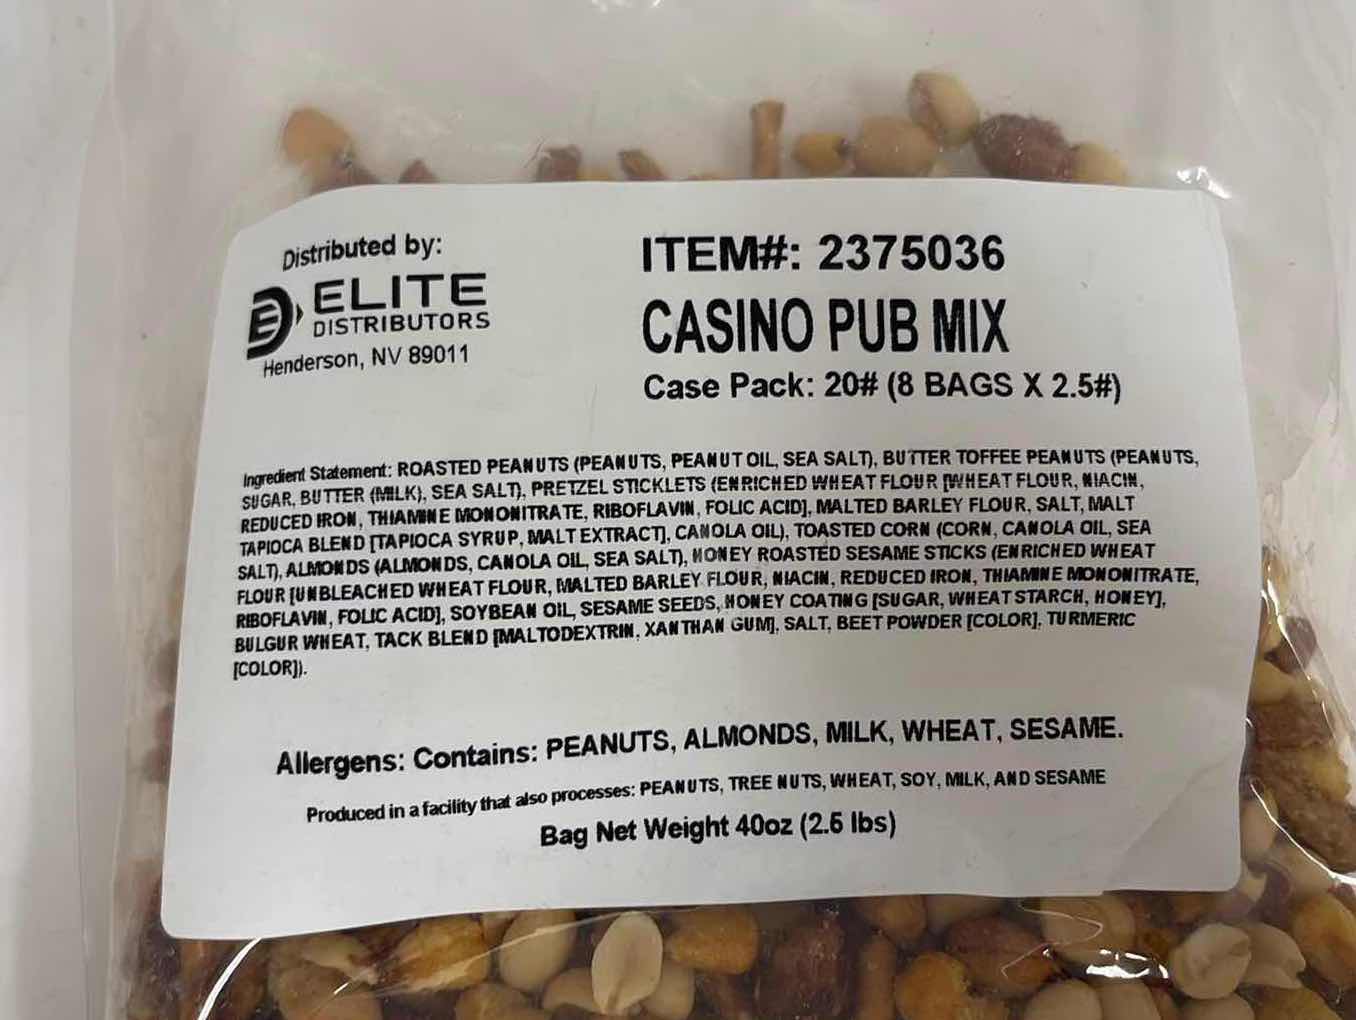 Distributed by:
ELITE
DISTRIBUTORS
Henderson, NV 89011
ITEM#: 2375036
CASINO PUB MIX
Case Pack: 20# (8 BAGS X 2.5#)
Ingredient Statement: ROASTED PEANUTS (PEANUTS, PEANUT OIL, SEA SALT), BUTTER TOFFEE PEANUTS (PEANUTS,
SUGAR, BUTTER (MILK), SEA SALT), PRETZEL STICKLETS (ENRICHED WHEAT FLOUR [WHEAT FLOUR, NIACIN,
REDUCED IRON, THIAMINE MONONITRATE, RIBOFLAVIN, FOLIC ACID], MALTED BARLEY FLOUR, SALT, MALT
TAPIOCA BLEND [TAPIOCA SYRUP, MALT EXTRACT], CANOLA OIL), TOASTED CORN (CORN, CANOLA OIL, SEA
SALT), ALMONDS (ALMONDS, CANOLA OIL, SEA SALT), HONEY ROASTED SESAME STICKS (ENRICHED WHEAT
FLOUR [UNBLEACHED WHEAT FLOUR, MALTED BARLEY FLOUR, NIACIN, REDUCED IRON, THIAMINE MONONITRATE,
RIBOFLAVIN, FOLIC ACID], SOYBEAN OIL, SESAME SEEDS, HONEY COATING [SUGAR, WHEAT STARCH, HONEY],
BULGUR WHEAT, TACK BLEND [MALTODEXTRIN, XANTHAN GUM], SALT, BEET POWDER [COLOR], TURMERIC
[COLOR]).
Allergens: Contains: PEANUTS, ALMONDS, MILK, WHEAT, SESAME.
Produced in a facility that also processes: PEANUTS, TREE NUTS, WHEAT, SOY, MILK, AND SESAME
Bag Net Weight 40oz (2.5 lbs)